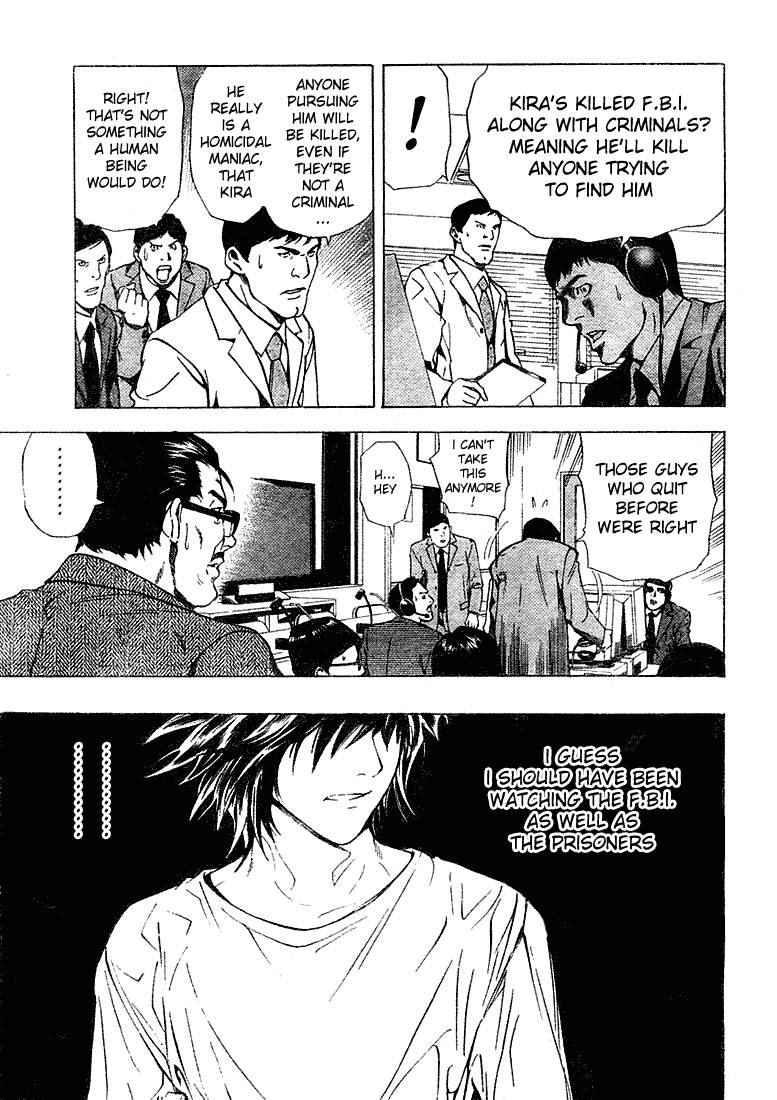 KIRA'S KILLED F.B.I.
ALONG WITH CRIMINALS?
MEANING HE'LL KILL
ANYONE TRYING
TO FIND HIM
!
ANYONE
PURSUING
HIM WILL
BE KILLED,
EVEN IF
THEY'RE
NOT A
CRIMINAL
...
HE
REALLY
IS A
HOMICIDAL
MANIAC,
THAT
KIRA
RIGHT!
THAT'S NOT
SOMETHING
A HUMAN
BEING
WOULD DO!
THOSE GUYS
WHO QUIT
BEFORE
WERE RIGHT
I CAN'T
TAKE
THIS
ANYMORE
!
H...
HEY
......
I GUESS
I SHOULD HAVE BEEN
WATCHING THE F.B.I.
AS WELL AS
THE PRISONERS